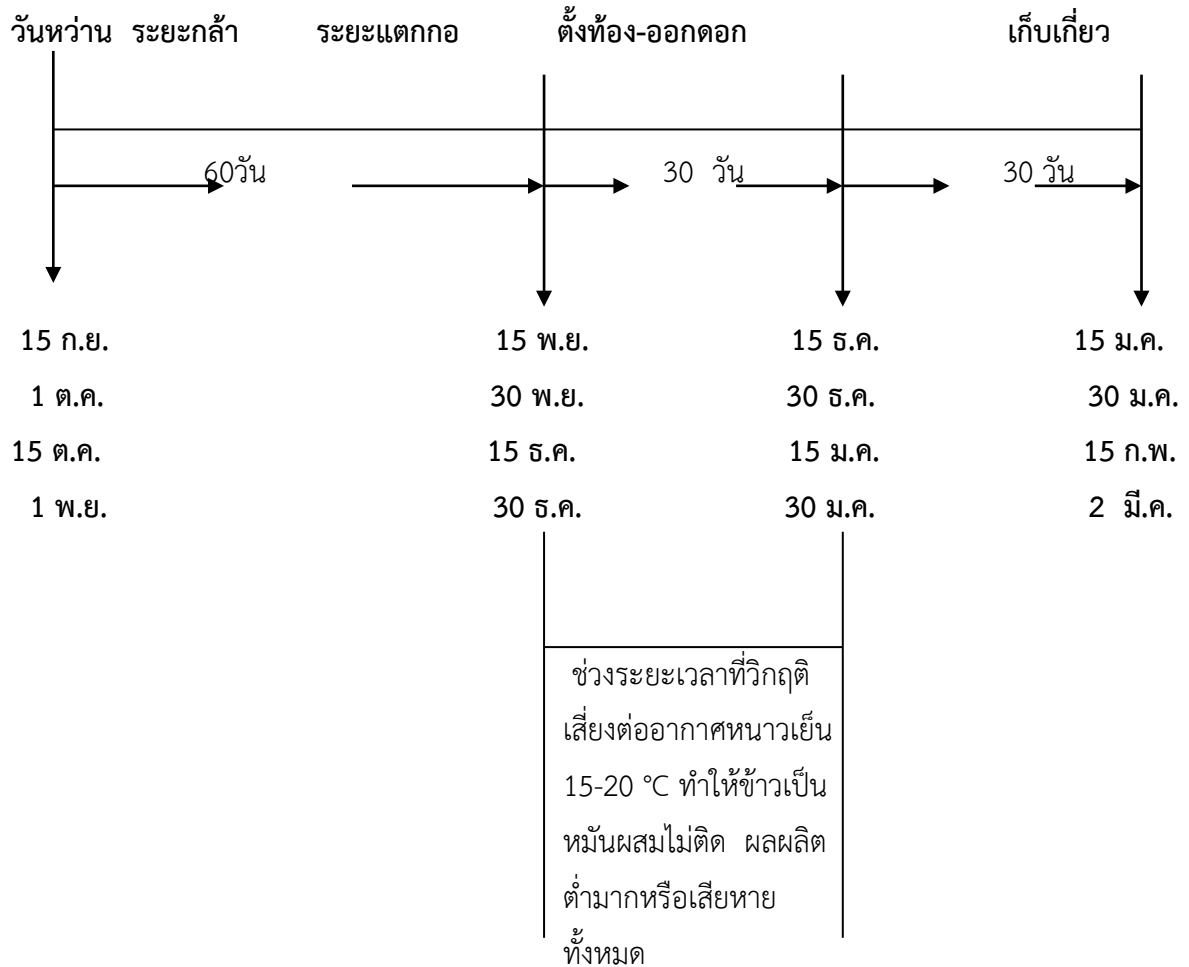 วันหว่าน ระยะกล้า ระยะแตกกอ ตั้งท้อง-ออกดอก เก็บเกี่ยว
60วัน 30 วัน 30 วัน
15 ก.ย. 15 พ.ย. 15 ธ.ค. 15 ม.ค.
1 ต.ค. 30 พ.ย. 30 ธ.ค. 30 ม.ค.
15 ต.ค. 15 ธ.ค. 15 ม.ค. 15 ก.พ.
1 พ.ย. 30 ธ.ค. 30 ม.ค. 2 มี.ค.
ช่วงระยะเวลาที่วิกฤติ
เสี่ยงต่ออากาศหนาวเย็น
15-20 °C ทำให้ข้าวเป็น
หมันผสมไม่ติด ผลผลิต
ต่ำมากหรือเสียหาย
ทั้งหมด